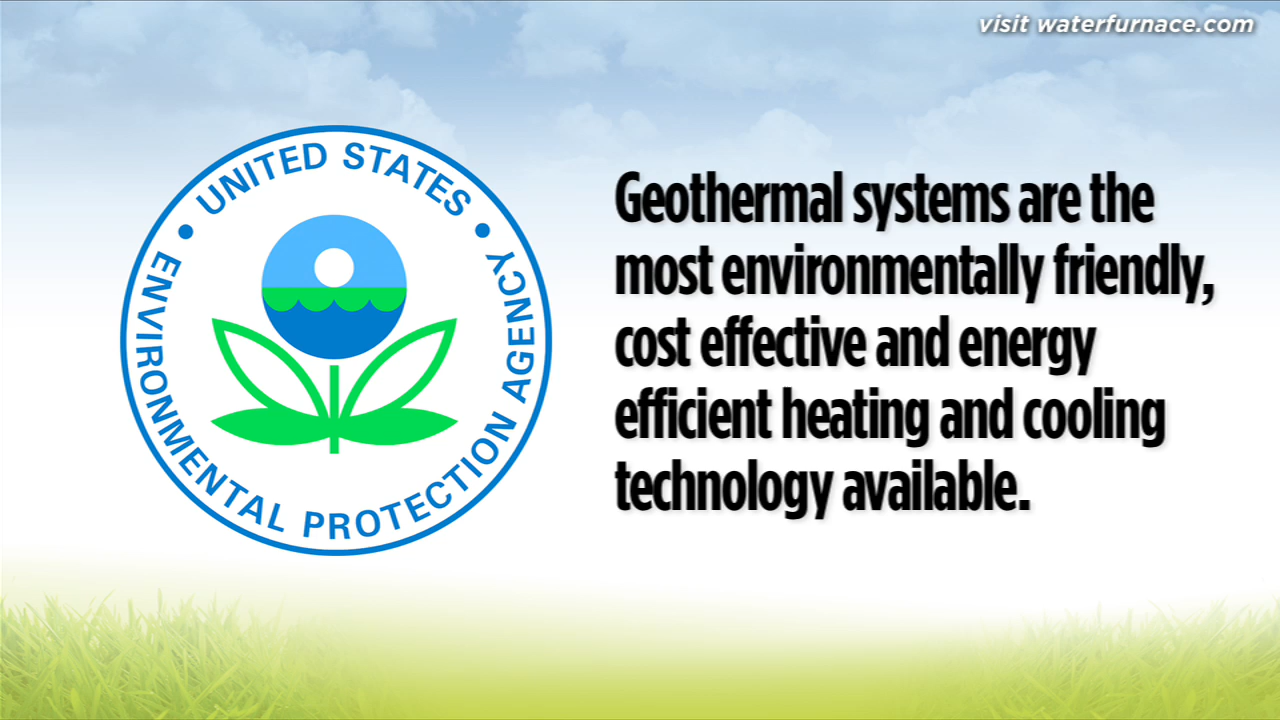 visit waterfurnace.com
UNITED STATES
ENVIRONMENTAL PROTECTION AGENCY
Geothermal systems are the
most environmentally friendly,
cost effective and energy
efficient heating and cooling
technology available.